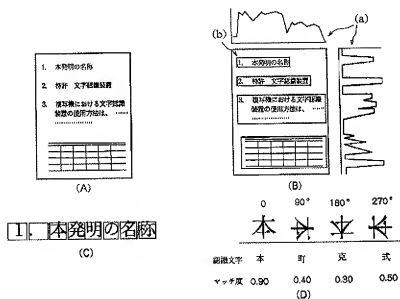 (a)
(b)
1. 本発明の名称
2. 特許 文字認識装置
3. 複写機における文字認識
装置の使用方法は、……
…………
(A)
1. 本発明の名称
2. 特許 文字認識装置
3. 複写機における文字認識
装置の使用方法は、……
…………
(B)
1. 本発明の名称
(C)
0 90° 180° 270°
本 本 本 本
認識文字 本 町 克 式
マッチ度 0.90 0.40 0.30 0.50
(D)